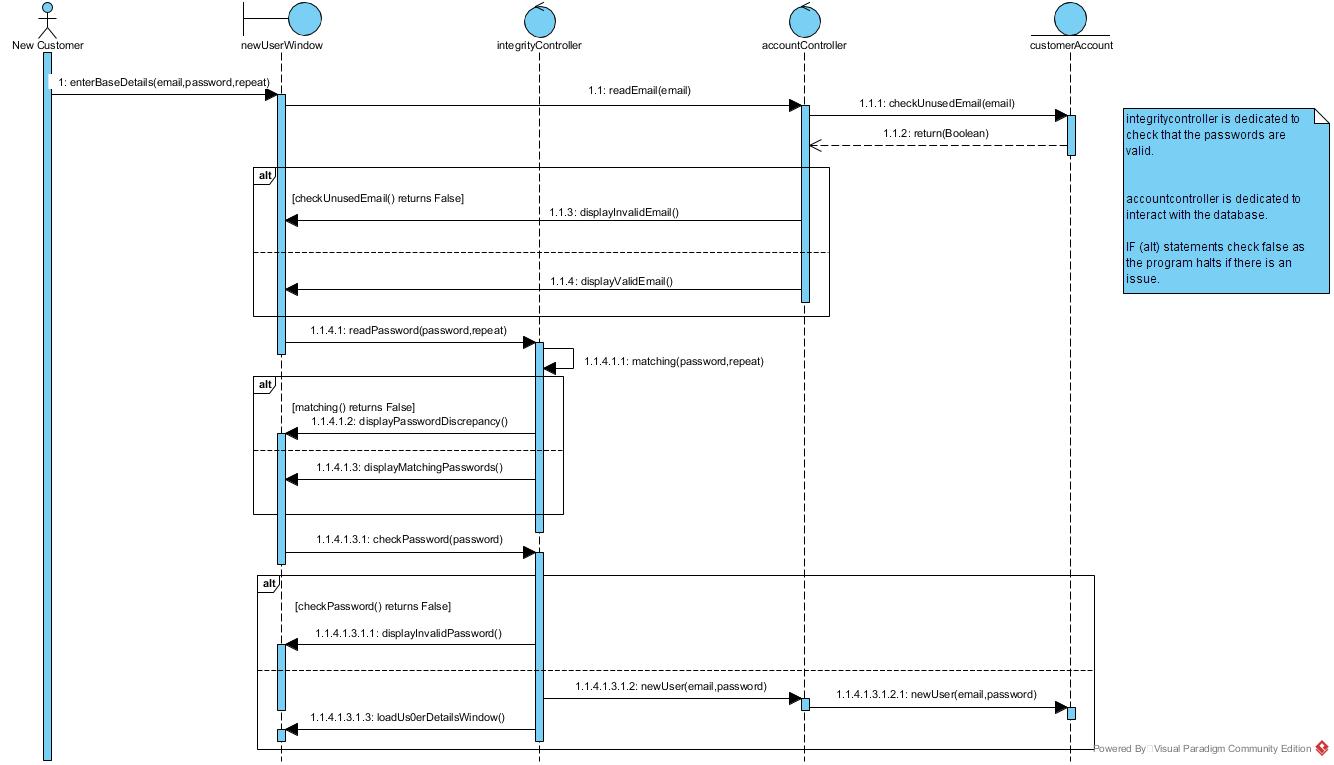 New Customer
newUserWindow
integrityController
accountController
customerAccount
1: enterBaseDetails(email,password,repeat)
1.1: readEmail(email)
1.1.1: checkUnusedEmail(email)
1.1.2: return(Boolean)
integritycontroller is dedicated to
check that the passwords are
valid.
accountcontroller is dedicated to
interact with the database.
IF (alt) statements check false as
the program halts if there is an
issue.
alt
[checkUnusedEmail() returns False]
1.1.3: displayInvalidEmail()
1.1.4: displayValidEmail()
1.1.4.1: readPassword(password,repeat)
1.1.4.1.1: matching(password,repeat)
alt
[matching() returns False]
1.1.4.1.2: displayPasswordDiscrepancy()
1.1.4.1.3: displayMatchingPasswords()
1.1.4.1.3.1: checkPassword(password)
alt
[checkPassword() returns False]
1.1.4.1.3.1.1: displayInvalidPassword()
1.1.4.1.3.1.2: newUser(email,password)
1.1.4.1.3.1.2.1: newUser(email,password)
1.1.4.1.3.1.3: loadUs0erDetailsWindow()
Powered By Visual Paradigm Community Edition